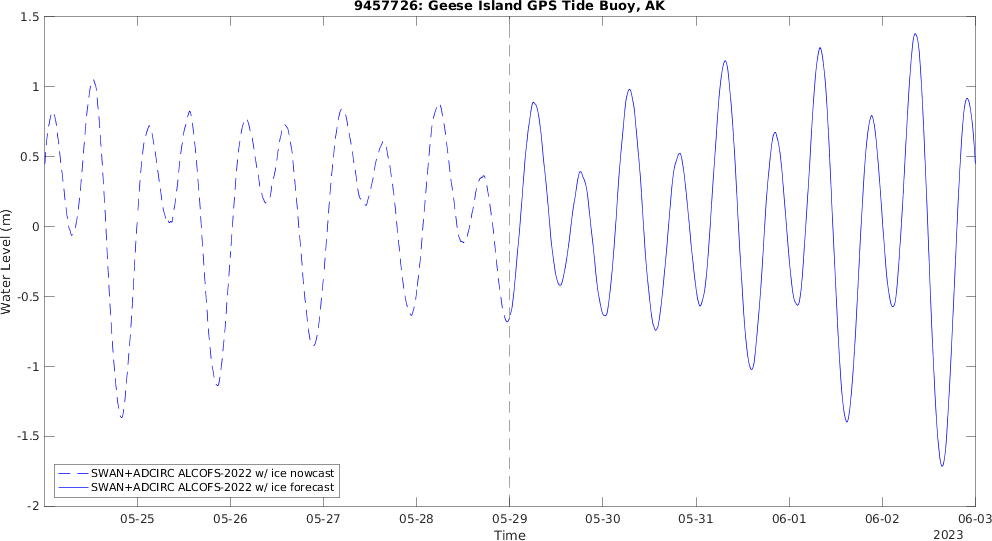 9457726: Geese Island GPS Tide Buoy, AK
1.5
1
0.5
0
-0.5
-1
-1.5
-2
Water Level (m)
SWAN+ADCIRC ALCOFS-2022 w/ ice nowcast
SWAN+ADCIRC ALCOFS-2022 w/ ice forecast
05-25 05-26 05-27 05-28 05-29 05-30 05-31 06-01 06-02 06-03
Time
2023